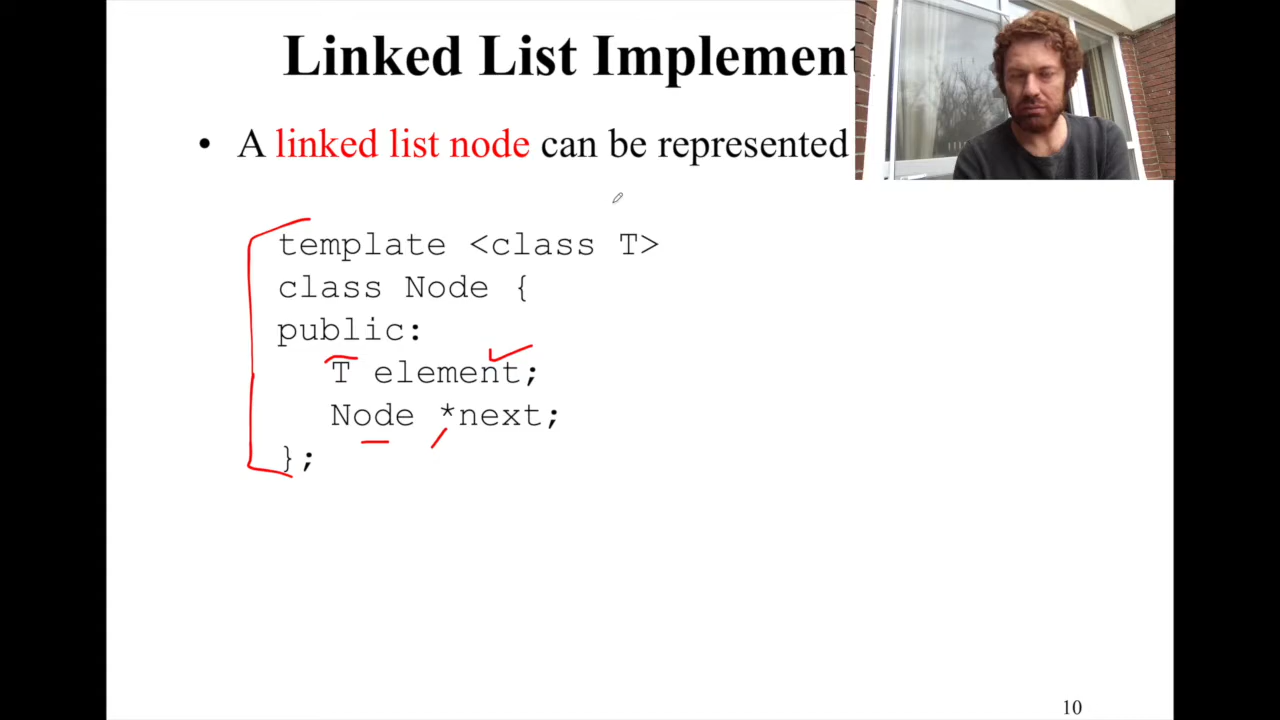 Linked List Implement
• A linked list node can be represented
template <class T>
class Node {
public:
T element;
Node *next;
};
10